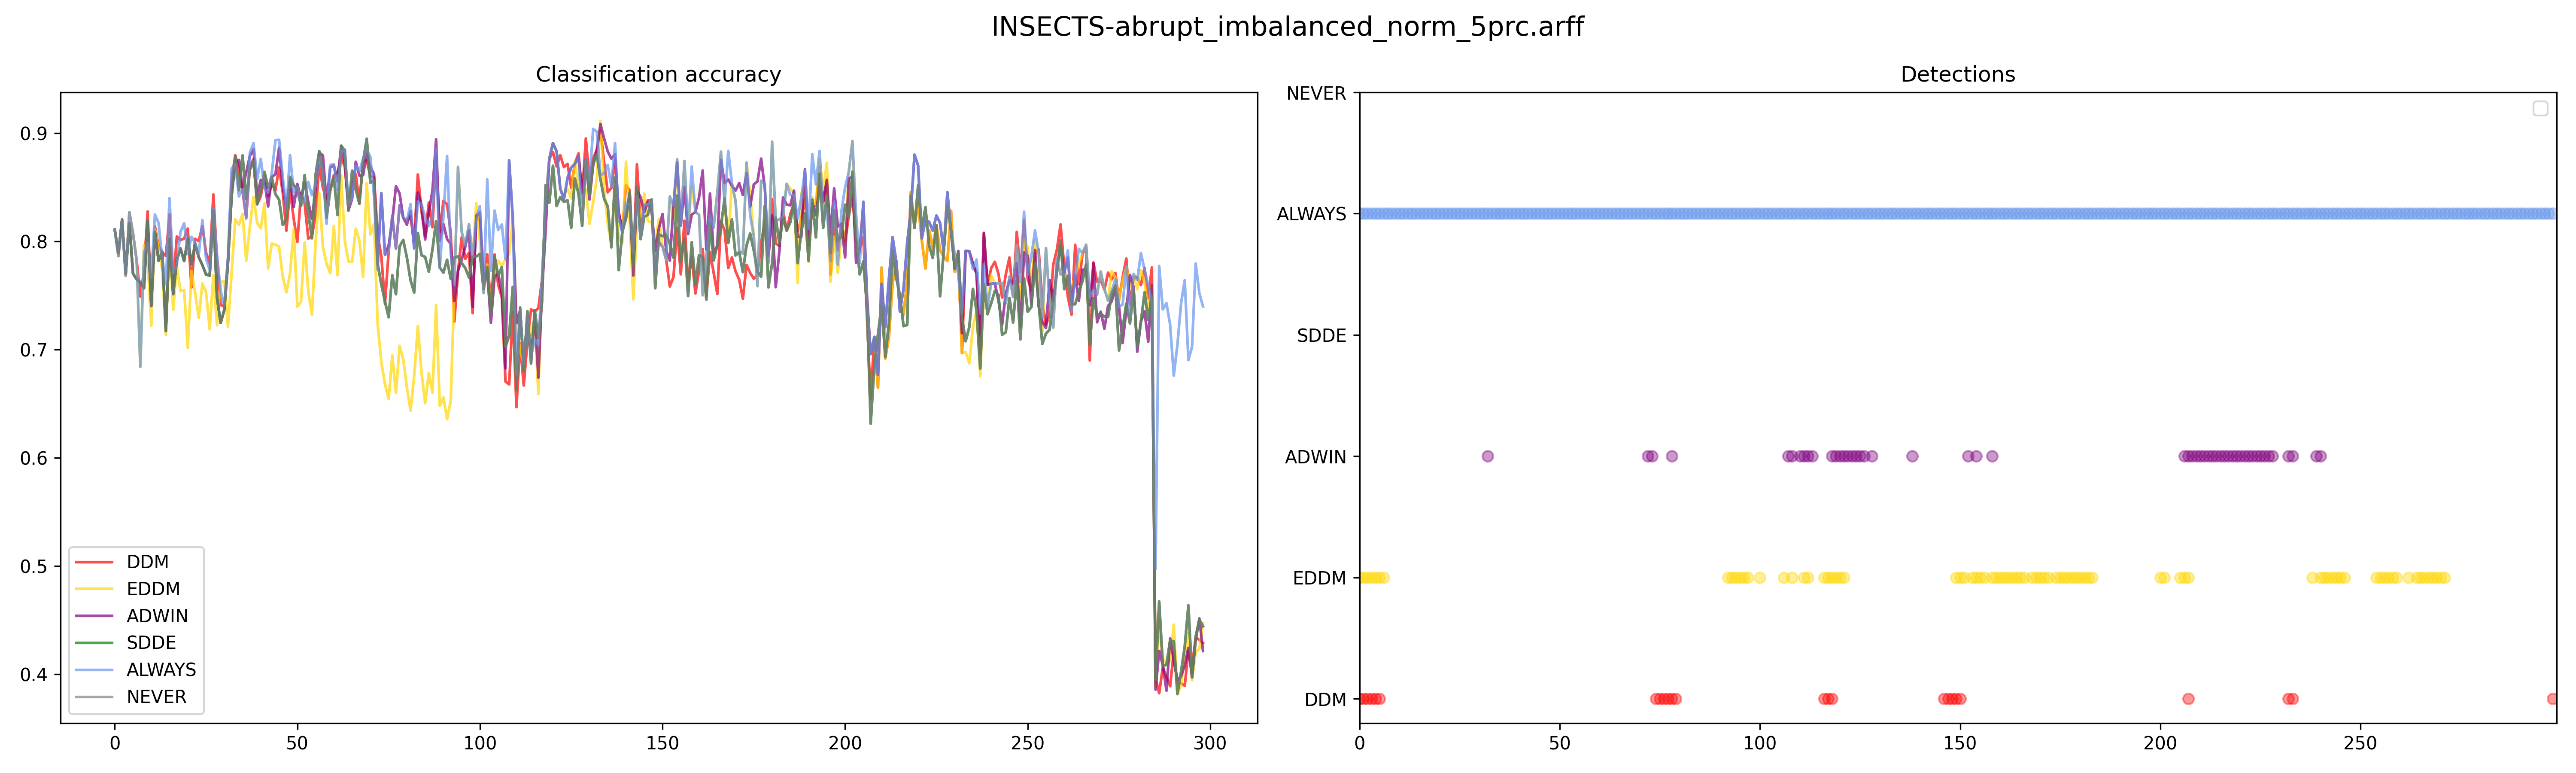 INSECTS-abrupt_imbalanced_norm_5prc.arff
Classification accuracy
0.9
0.8
0.7
0.6
0.5
0.4
DDM
EDDM
ADWIN
SDDE
ALWAYS
NEVER
0 50 100 150 200 250 300
Detections
NEVER
ALWAYS
SDDE
ADWIN
EDDM
DDM
0 50 100 150 200 250